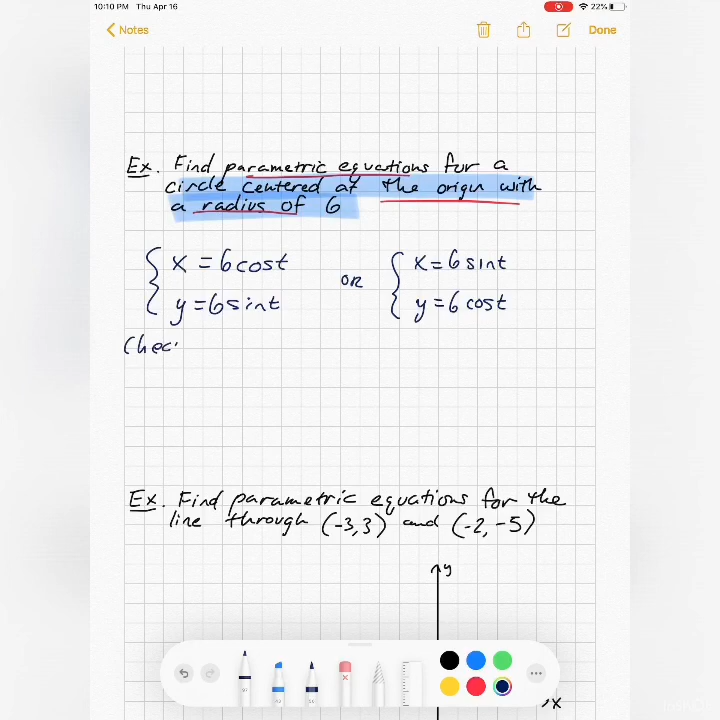 10:10 PM Thu Apr 16
22%
Notes
Done
Ex. Find parametric equations for a
circle centered at the origin with
a radius of 6
x = 6cost
y = 6sint
OR
x = 6sint
y = 6cost
Chec
Ex. Find parametric equations for the
line through (-3,3) and (-2,-5)
y
x